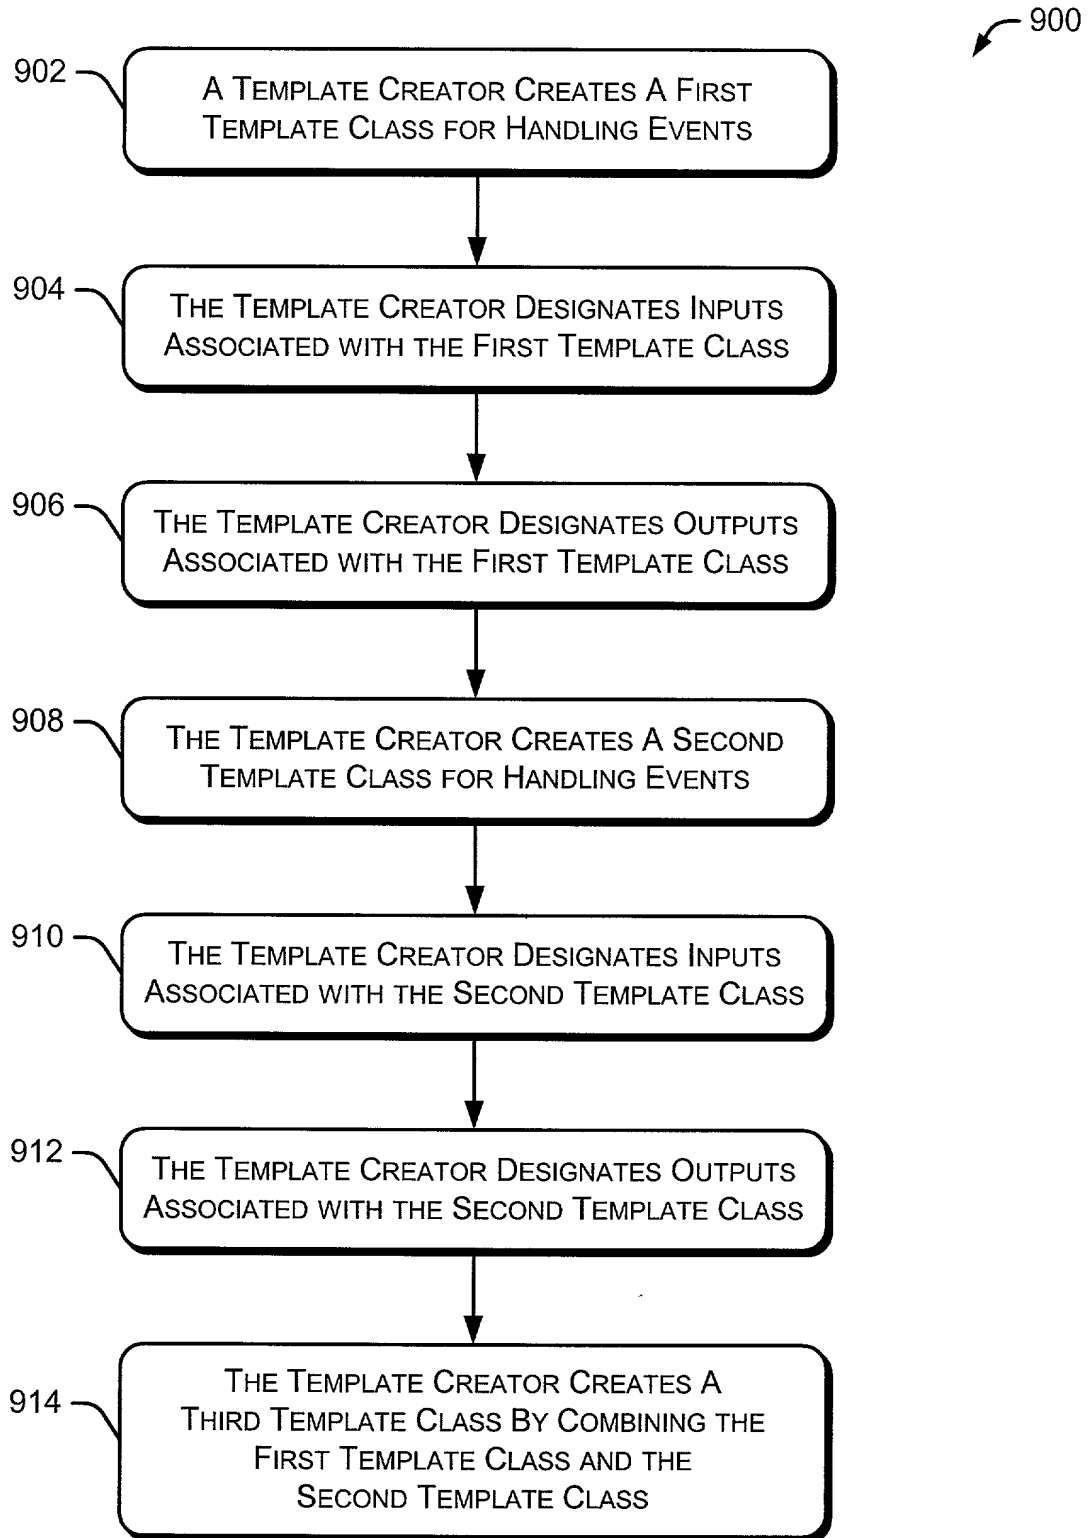 900
902
A TEMPLATE CREATOR CREATES A FIRST
TEMPLATE CLASS FOR HANDLING EVENTS
904
THE TEMPLATE CREATOR DESIGNATES INPUTS
ASSOCIATED WITH THE FIRST TEMPLATE CLASS
906
THE TEMPLATE CREATOR DESIGNATES OUTPUTS
ASSOCIATED WITH THE FIRST TEMPLATE CLASS
908
THE TEMPLATE CREATOR CREATES A SECOND
TEMPLATE CLASS FOR HANDLING EVENTS
910
THE TEMPLATE CREATOR DESIGNATES INPUTS
ASSOCIATED WITH THE SECOND TEMPLATE CLASS
912
THE TEMPLATE CREATOR DESIGNATES OUTPUTS
ASSOCIATED WITH THE SECOND TEMPLATE CLASS
914
THE TEMPLATE CREATOR CREATES A
THIRD TEMPLATE CLASS BY COMBINING THE
FIRST TEMPLATE CLASS AND THE
SECOND TEMPLATE CLASS